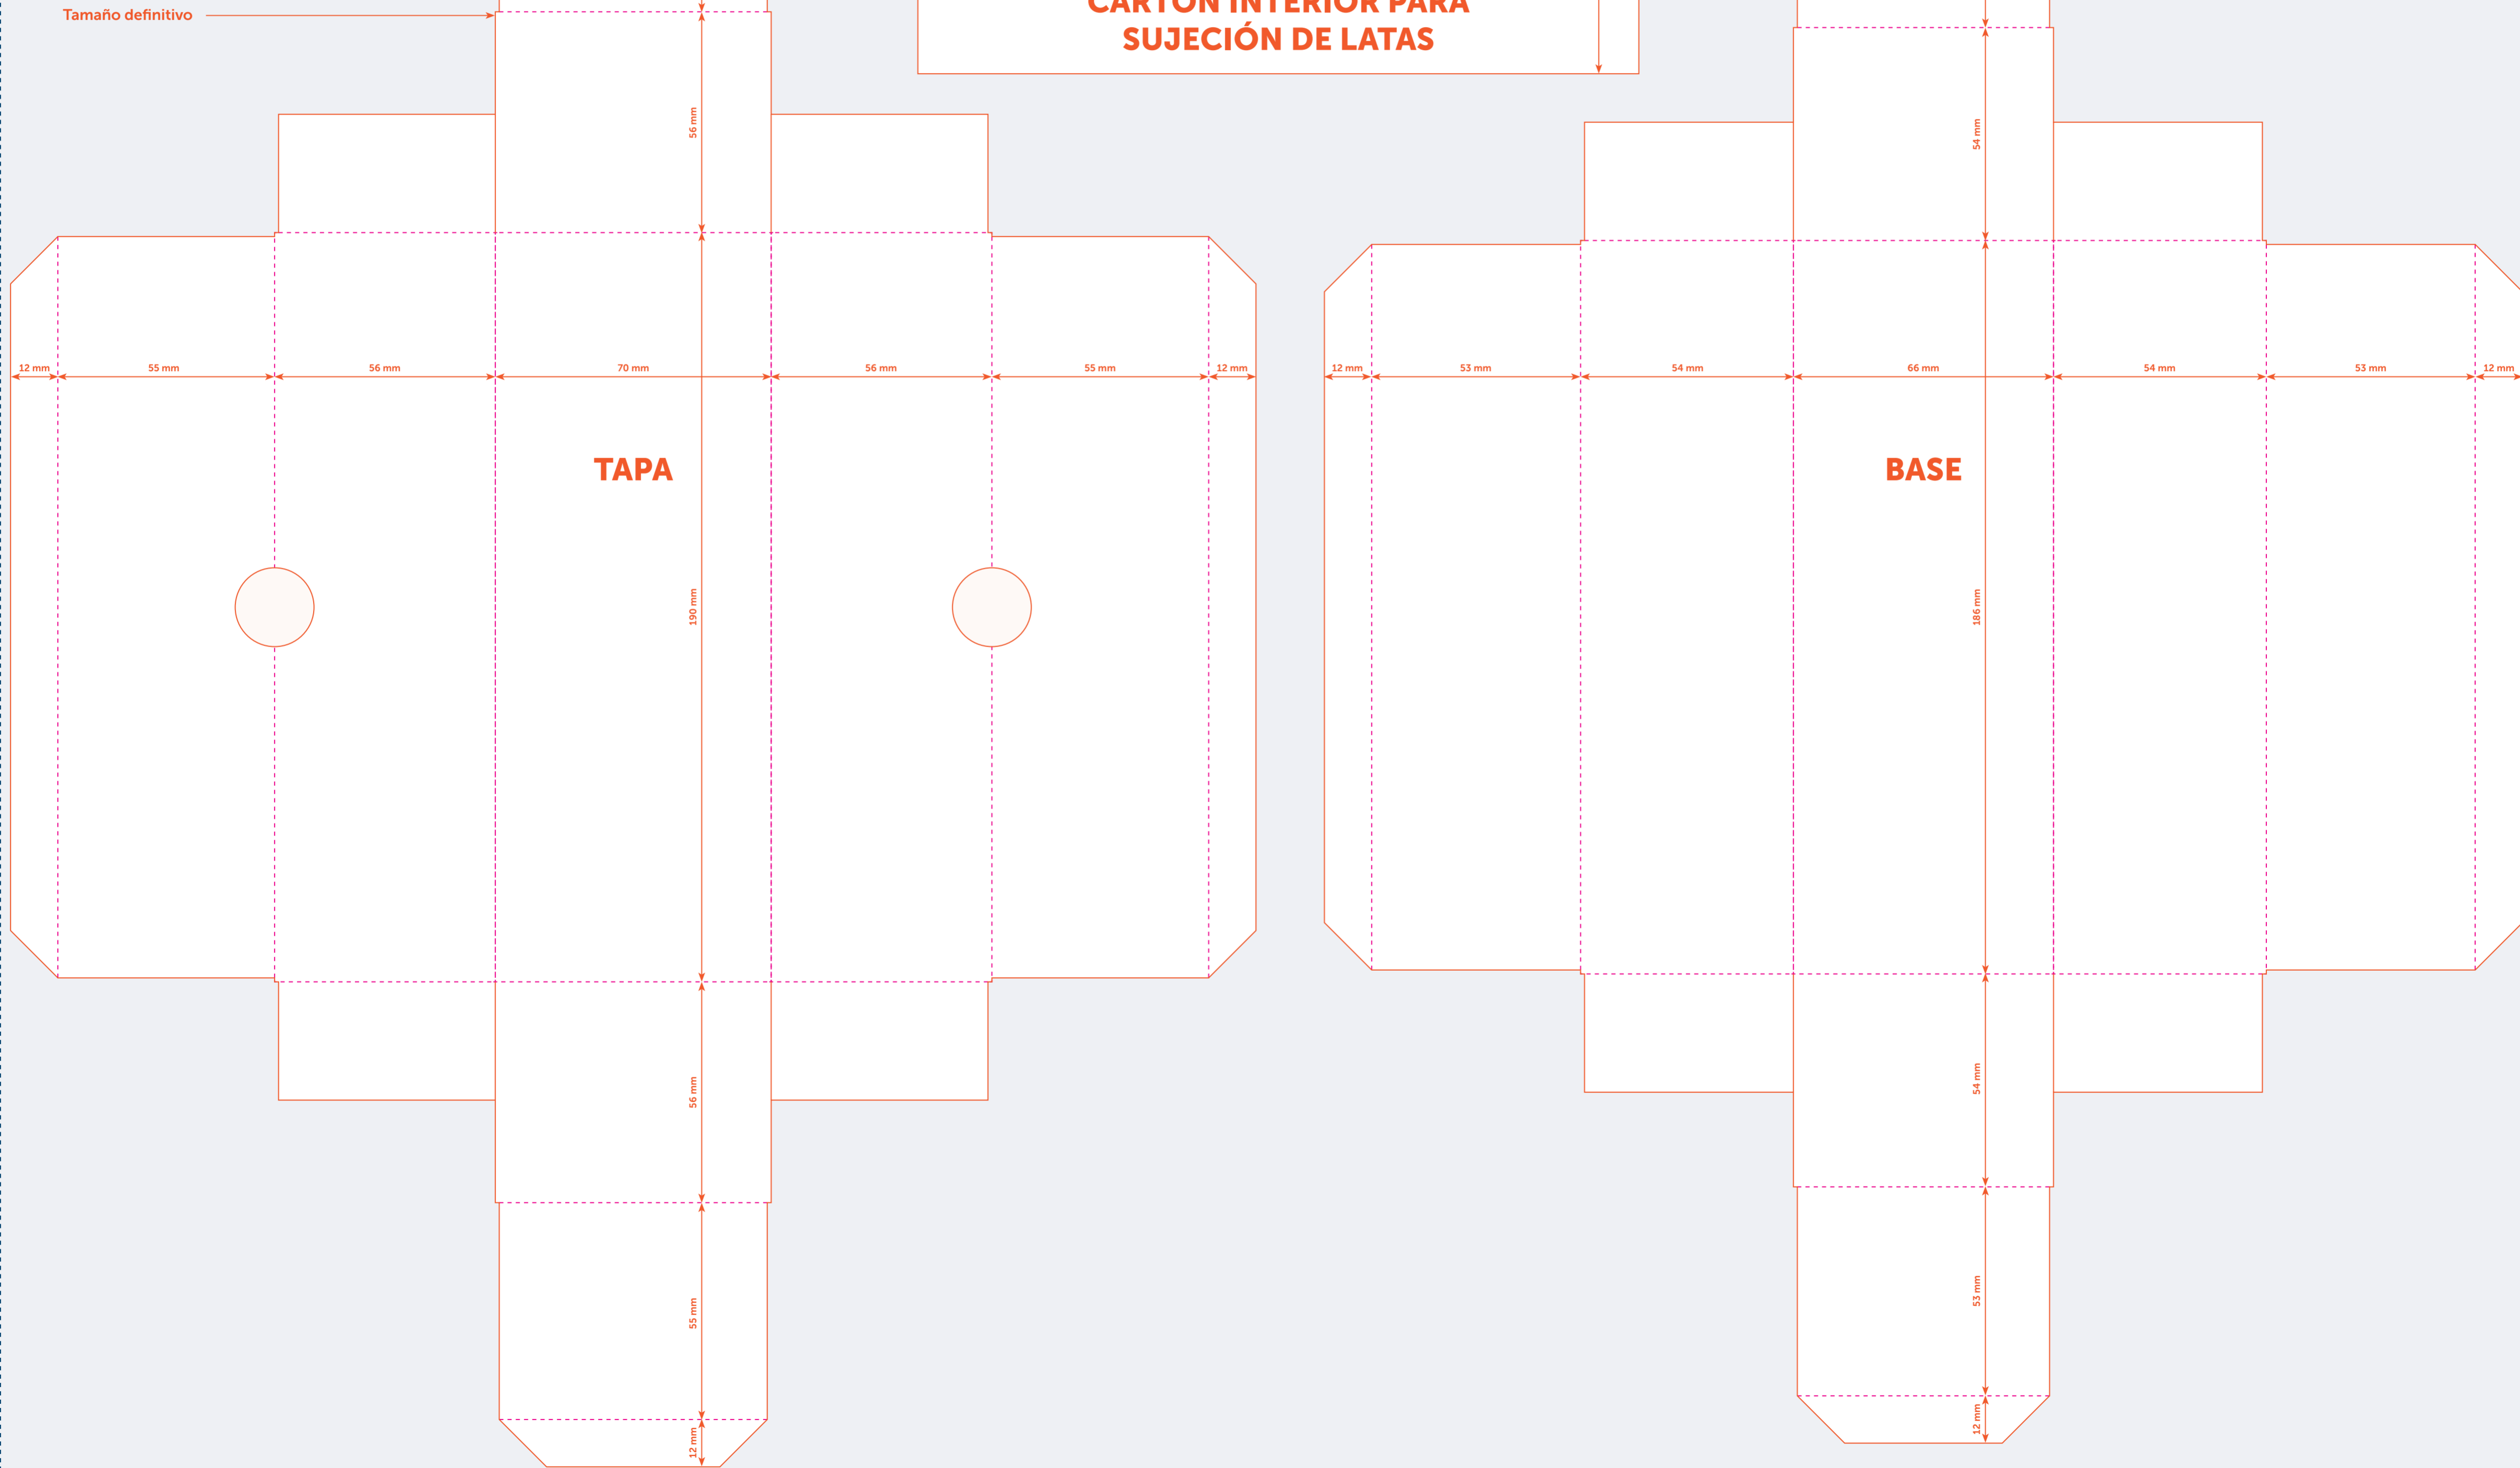 Tamaño definitivo
CARTÓN INTERIOR PARA
SUJECIÓN DE LATAS
56 mm
54 mm
12 mm
55 mm
56 mm
70 mm
56 mm
55 mm
12 mm
12 mm
53 mm
54 mm
66 mm
54 mm
53 mm
12 mm
TAPA
BASE
190 mm
186 mm
56 mm
54 mm
55 mm
53 mm
12 mm
12 mm